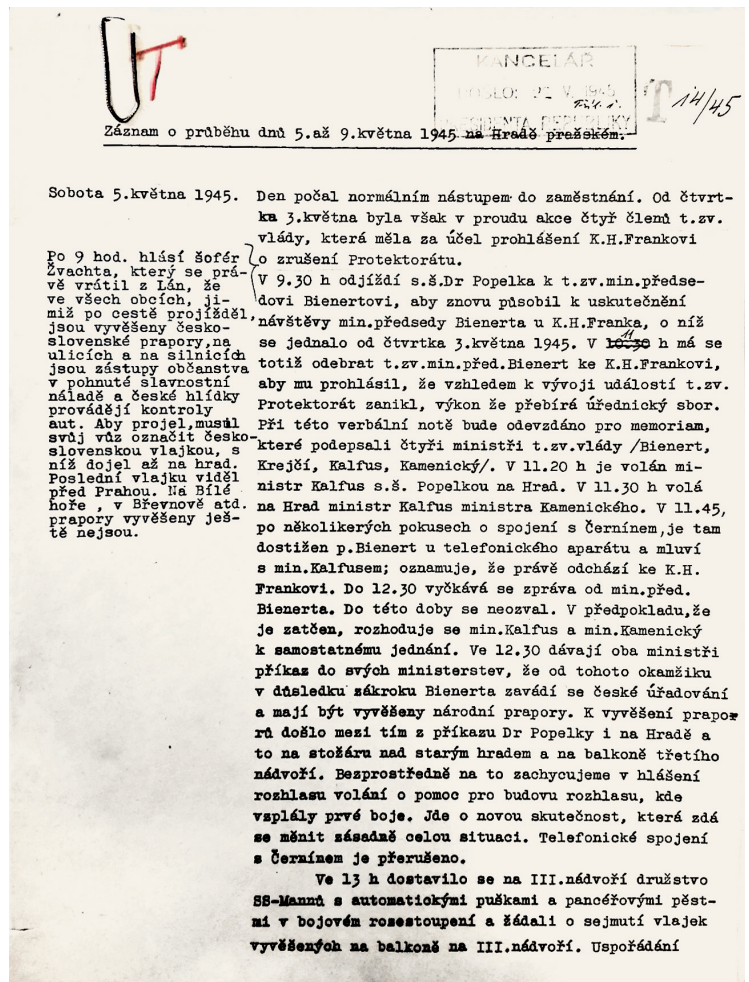 UT
KANCELÁŘ
DOŠLO: 22 V. 1945
PRESIDENTA REPUBLIKY
T 14/45
Záznam o průběhu dnů 5.až 9.května 1945 na Hradě pražském.
Sobota 5.května 1945.
Po 9 hod. hlásí šofér
Žvachta, který se prá-
vě vrátil z Lán, že
ve všech obcích, ji-
miž po cestě projížděl,
jsou vyvěšeny česko-
slovenské prapory,na
ulicích a na silnicích
jsou zástupy občanstva
v pohnuté slavnostní
náladě a české hlídky
provádějí kontroly
aut. Aby projel,musil
svůj vůz označit česko-
slovenskou vlajkou, s
níž dojel až na hrad.
Poslední vlajku viděl
před Prahou. Na Bílé
hoře , v Břevnově atd.
prapory vyvěšeny ješ-
tě nejsou.
Den počal normálním nástupem do zaměstnání. Od čtvrt-
ka 3.května byla však v proudu akce čtyř členů t.zv.
vlády, která měla za účel prohlášení K.H.Frankovi
o zrušení Protektorátu.
V 9.30 h odjíždí s.š.Dr Popelka k t.zv.min.předse-
dovi Bienertovi, aby znovu působil k uskutečnění
návštěvy min.předsedy Bienerta u K.H.Franka, o níž
se jednalo od čtvrtka 3.května 1945. V 10.30 11 h má se
totiž odebrat t.zv.min.před.Bienert ke K.H.Frankovi,
aby mu prohlásil, že vzhledem k vývoji událostí t.zv.
Protektorát zanikl, výkon že přebírá úřednický sbor.
Při této verbální notě bude odevzdáno pro memoriam,
které podepsali čtyři ministři t.zv.vlády /Bienert,
Krejčí, Kalfus, Kamenický/. V 11.20 h je volán mi-
nistr Kalfus s.š. Popelkou na Hrad. V 11.30 h volá
na Hrad ministr Kalfus ministra Kamenického. V 11.45,
po několikerých pokusech o spojení s Černínem,je tam
dostižen p.Bienert u telefonického aparátu a mluví
s min.Kalfusem; oznamuje, že právě odchází ke K.H.
Frankovi. Do 12.30 vyčkává se zpráva od min.před.
Bienerta. Do této doby se neozval. V předpokladu,že
je zatčen, rozhoduje se min.Kalfus a min.Kamenický
k samostatnému jednání. Ve 12.30 dávají oba ministři
příkaz do svých ministerstev, že od tohoto okamžiku
v důsledku zákroku Bienerta zavádí se české úřadování
a mají být vyvěšeny národní prapory. K vyvěšení prapo-
rů došlo mezi tím z příkazu Dr Popelky i na Hradě a
to na stožáru nad starým hradem a na balkoně třetího
nádvoří. Bezprostředně na to zachycujeme v hlášení
rozhlasu volání o pomoc pro budovu rozhlasu, kde
vzplály prvé boje. Jde o novou skutečnost, která zdá
se měnit zásadně celou situaci. Telefonické spojení
s Černínem je přerušeno.
Ve 13 h dostavilo se na III.nádvoří družstvo
SS-Mannů s automatickými puškami a pancéřovými pěst-
mi v bojovém rosestoupení a žádali o sejmutí vlajek
vyvěšených na balkoně na III.nádvoří. Uspořádání